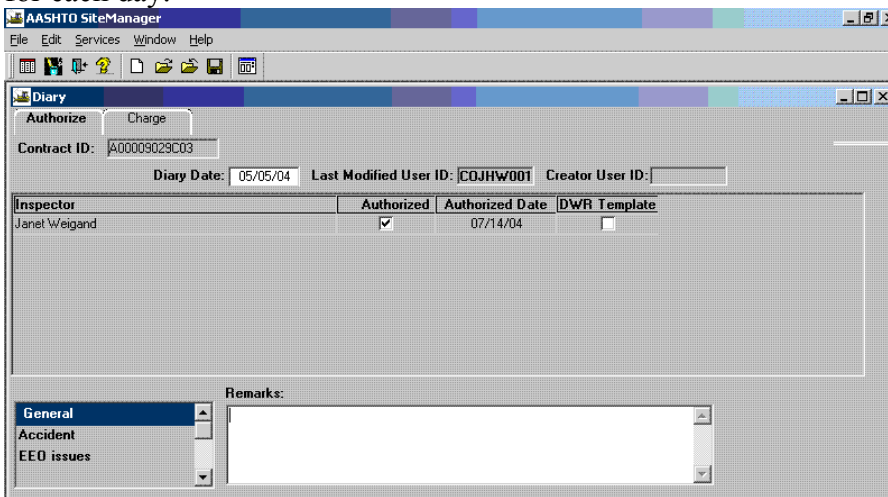 for each day.
AASHTO SiteManager
File Edit Services Window Help
Diary
Authorize Charge
Contract ID: A00009029C03
Diary Date: 05/05/04 Last Modified User ID: COJHW001 Creator User ID:
Inspector Authorized Authorized Date DWR Template
Janet Weigand 07/14/04
Remarks:
General
Accident
EEO issues